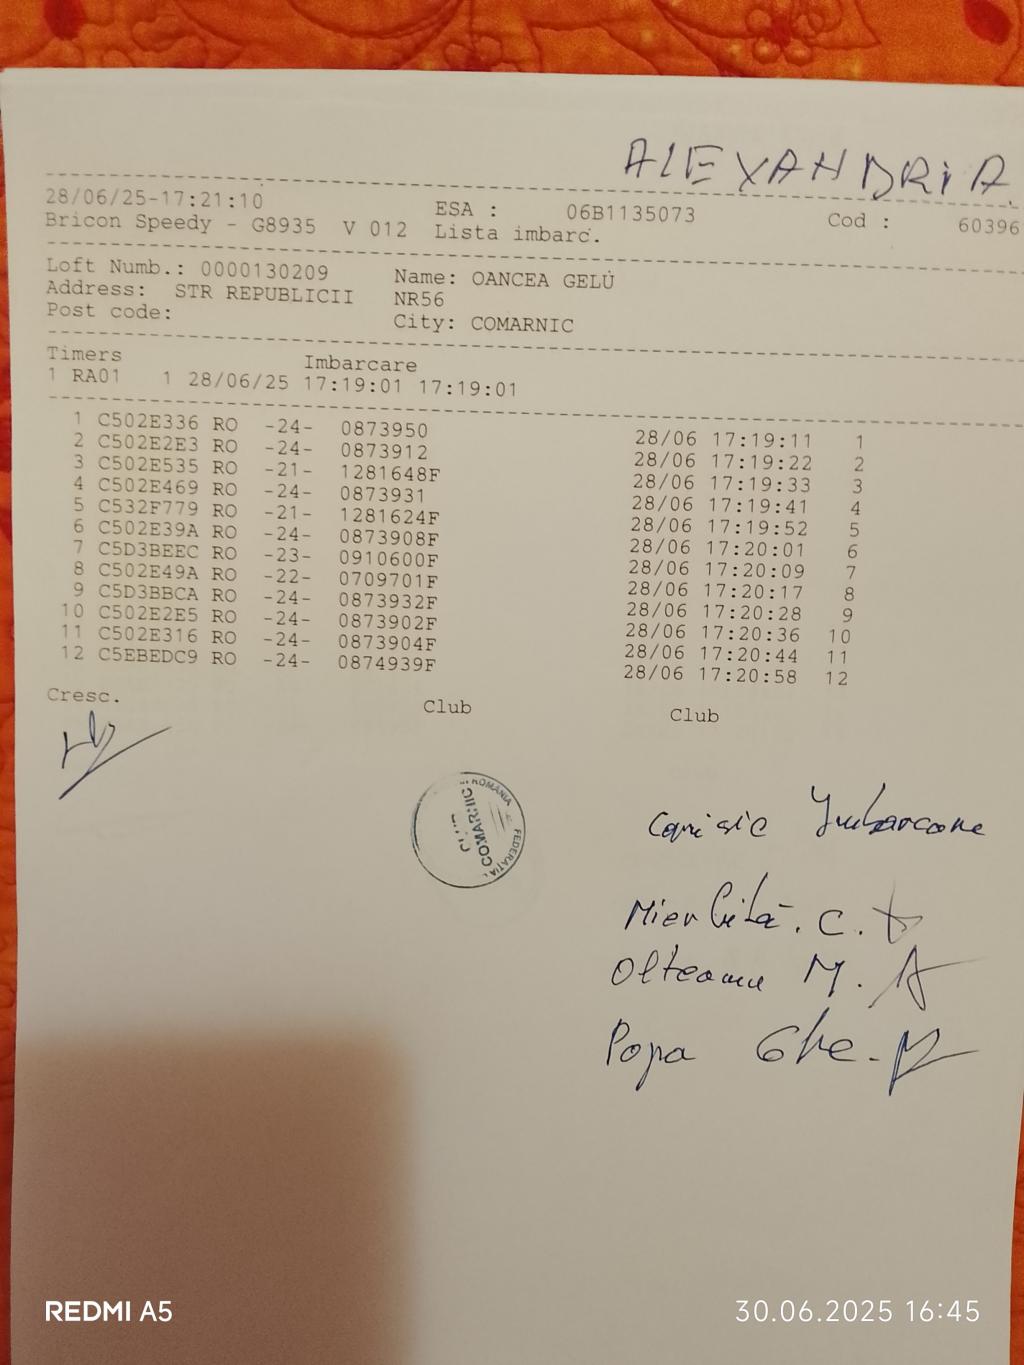 ALEXANDRIA
28/06/25-17:21:10 ESA : 06B1135073 Cod : 60396
Bricon Speedy - G8935 V 012 Lista imbarc.
Loft Numb.: 0000130209 Name: OANCEA GELU
Address: STR REPUBLICII NR56
Post code: City: COMARNIC
Timers Imbarcare
1 RA01 1 28/06/25 17:19:01 17:19:01
1 C502E336 RO -24- 0873950 28/06 17:19:11 1
2 C502E2E3 RO -24- 0873912 28/06 17:19:22 2
3 C502E535 RO -21- 1281648F 28/06 17:19:33 3
4 C502E469 RO -24- 0873931 28/06 17:19:41 4
5 C532F779 RO -21- 1281624F 28/06 17:19:52 5
6 C502E39A RO -24- 0873908F 28/06 17:20:01 6
7 C5D3BEEC RO -23- 0910600F 28/06 17:20:09 7
8 C502E49A RO -22- 0709701F 28/06 17:20:17 8
9 C5D3BBCA RO -24- 0873932F 28/06 17:20:28 9
10 C502E2E5 RO -24- 0873902F 28/06 17:20:36 10
11 C502E316 RO -24- 0873904F 28/06 17:20:44 11
12 C5EBEDC9 RO -24- 0874939F 28/06 17:20:58 12
Cresc. Club Club
ROMANIA
COMARNIC
FEDERATIA
Imbarcare
C.
Olteanu M.
Popa Ghe.
REDMI A5 30.06.2025 16:45